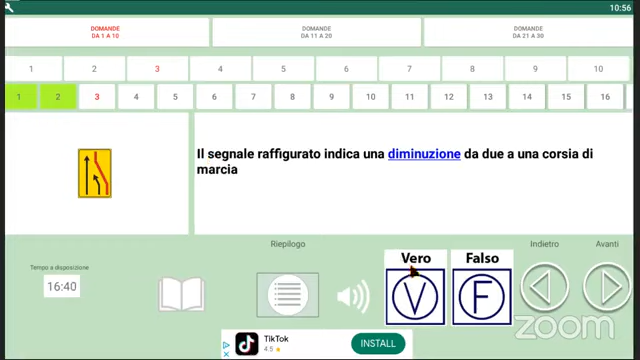 10:56
DOMANDE
DA 1 A 10
DOMANDE
DA 11 A 20
DOMANDE
DA 21 A 30
1 2 3 4 5 6 7 8 9 10
1 2 3 4 5 6 7 8 9 10 11 12 13 14 15 16
Il segnale raffigurato indica una diminuzione da due a una corsia di
marcia
Riepilogo
Vero
Falso
Indietro
Avanti
Tempo a disposizione
16:40
V
F
zoom
TikTok
4.5
INSTALL